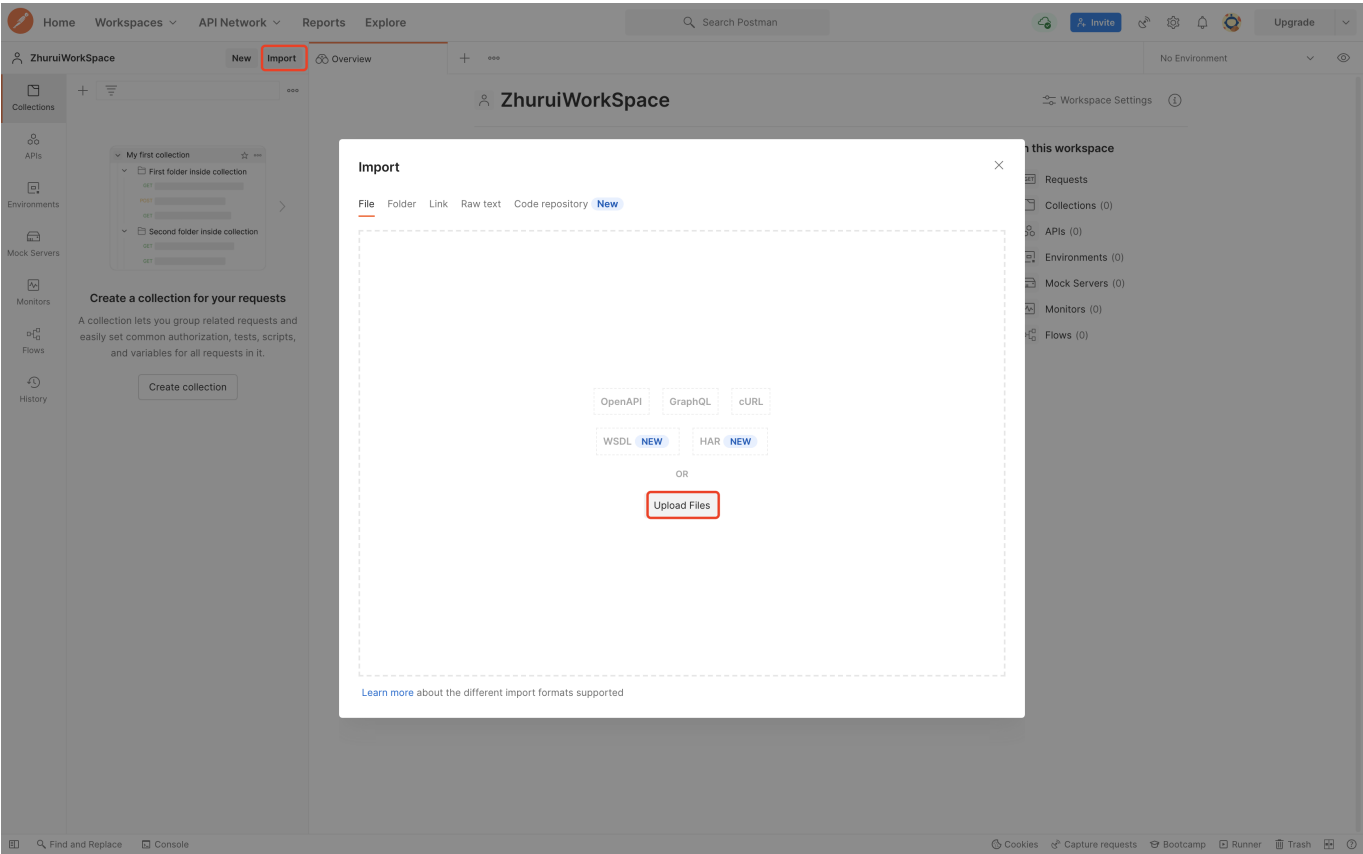 Home Workspaces API Network Reports Explore Search Postman Invite Upgrade
ZhuruiWorkSpace New Import Overview No Environment
Collections
APIs
Environments
Mock Servers
Monitors
Flows
History
My first collection
First folder inside collection
GET
GET
Second folder inside collection
GET
GET
Create a collection for your requests
A collection lets you group related requests and
easily set common authorization, tests, scripts,
and variables for all requests in it.
Create collection
ZhuruiWorkSpace
Workspace Settings
Import
File Folder Link Raw text Code repository New
OpenAPI GraphQL cURL
WSDL NEW HAR NEW
OR
Upload Files
Learn more about the different import formats supported
n this workspace
Requests
Collections (0)
APIs (0)
Environments (0)
Mock Servers (0)
Monitors (0)
Flows (0)
Find and Replace Console Cookies Capture requests Bootcamp Runner Trash